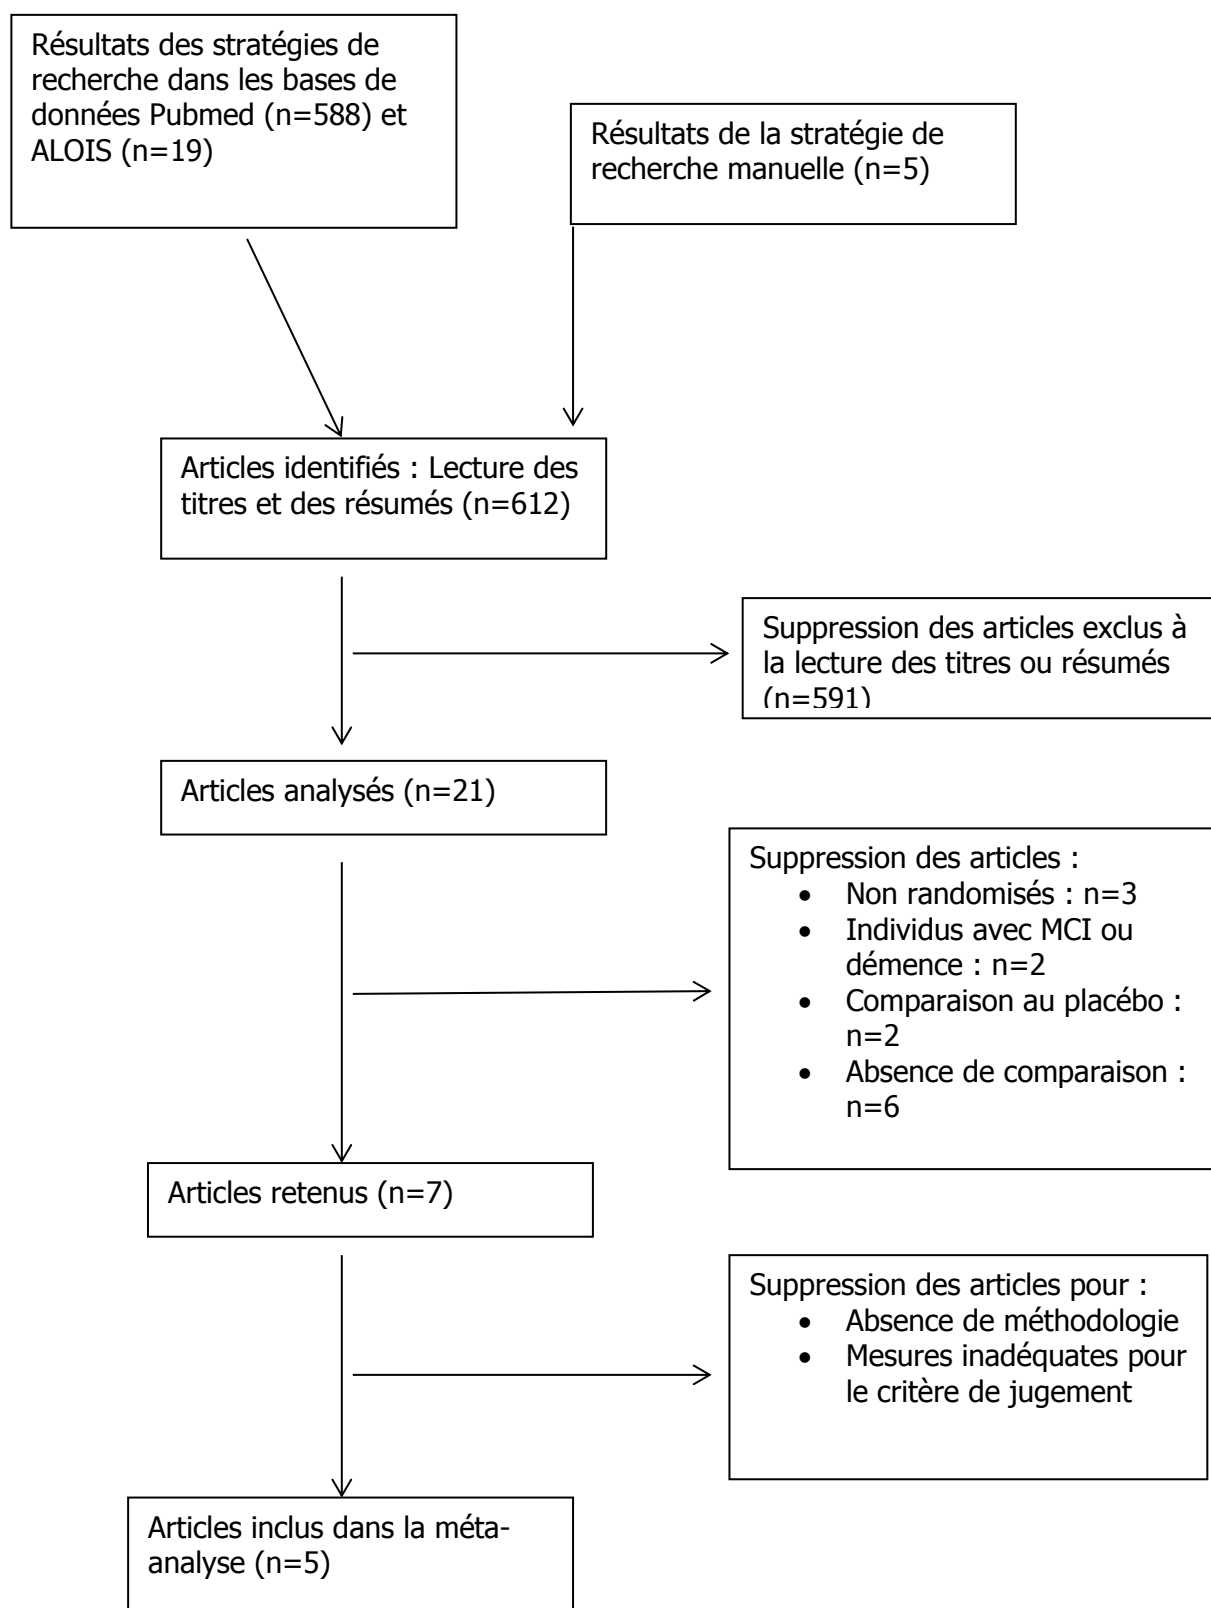 Résultats des stratégies de
recherche dans les bases de
données Pubmed (n=588) et
ALOIS (n=19)
Résultats de la stratégie de
recherche manuelle (n=5)
Articles identifiés : Lecture des
titres et des résumés (n=612)
Suppression des articles exclus à
la lecture des titres ou résumés
(n=591)
Articles analysés (n=21)
Suppression des articles :
• Non randomisés : n=3
• Individus avec MCI ou
démence : n=2
• Comparaison au placébo :
n=2
• Absence de comparaison :
n=6
Articles retenus (n=7)
Suppression des articles pour :
• Absence de méthodologie
• Mesures inadéquates pour
le critère de jugement
Articles inclus dans la méta-
analyse (n=5)